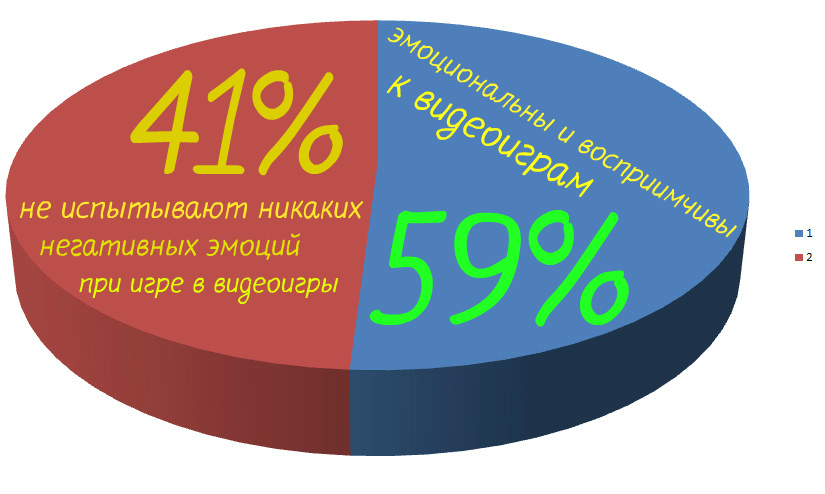 41%
не испытывают никаких
негативных эмоций
при игре в видеоигры
эмоциональны и восприимчивы
к видеоиграм
59%
1
2